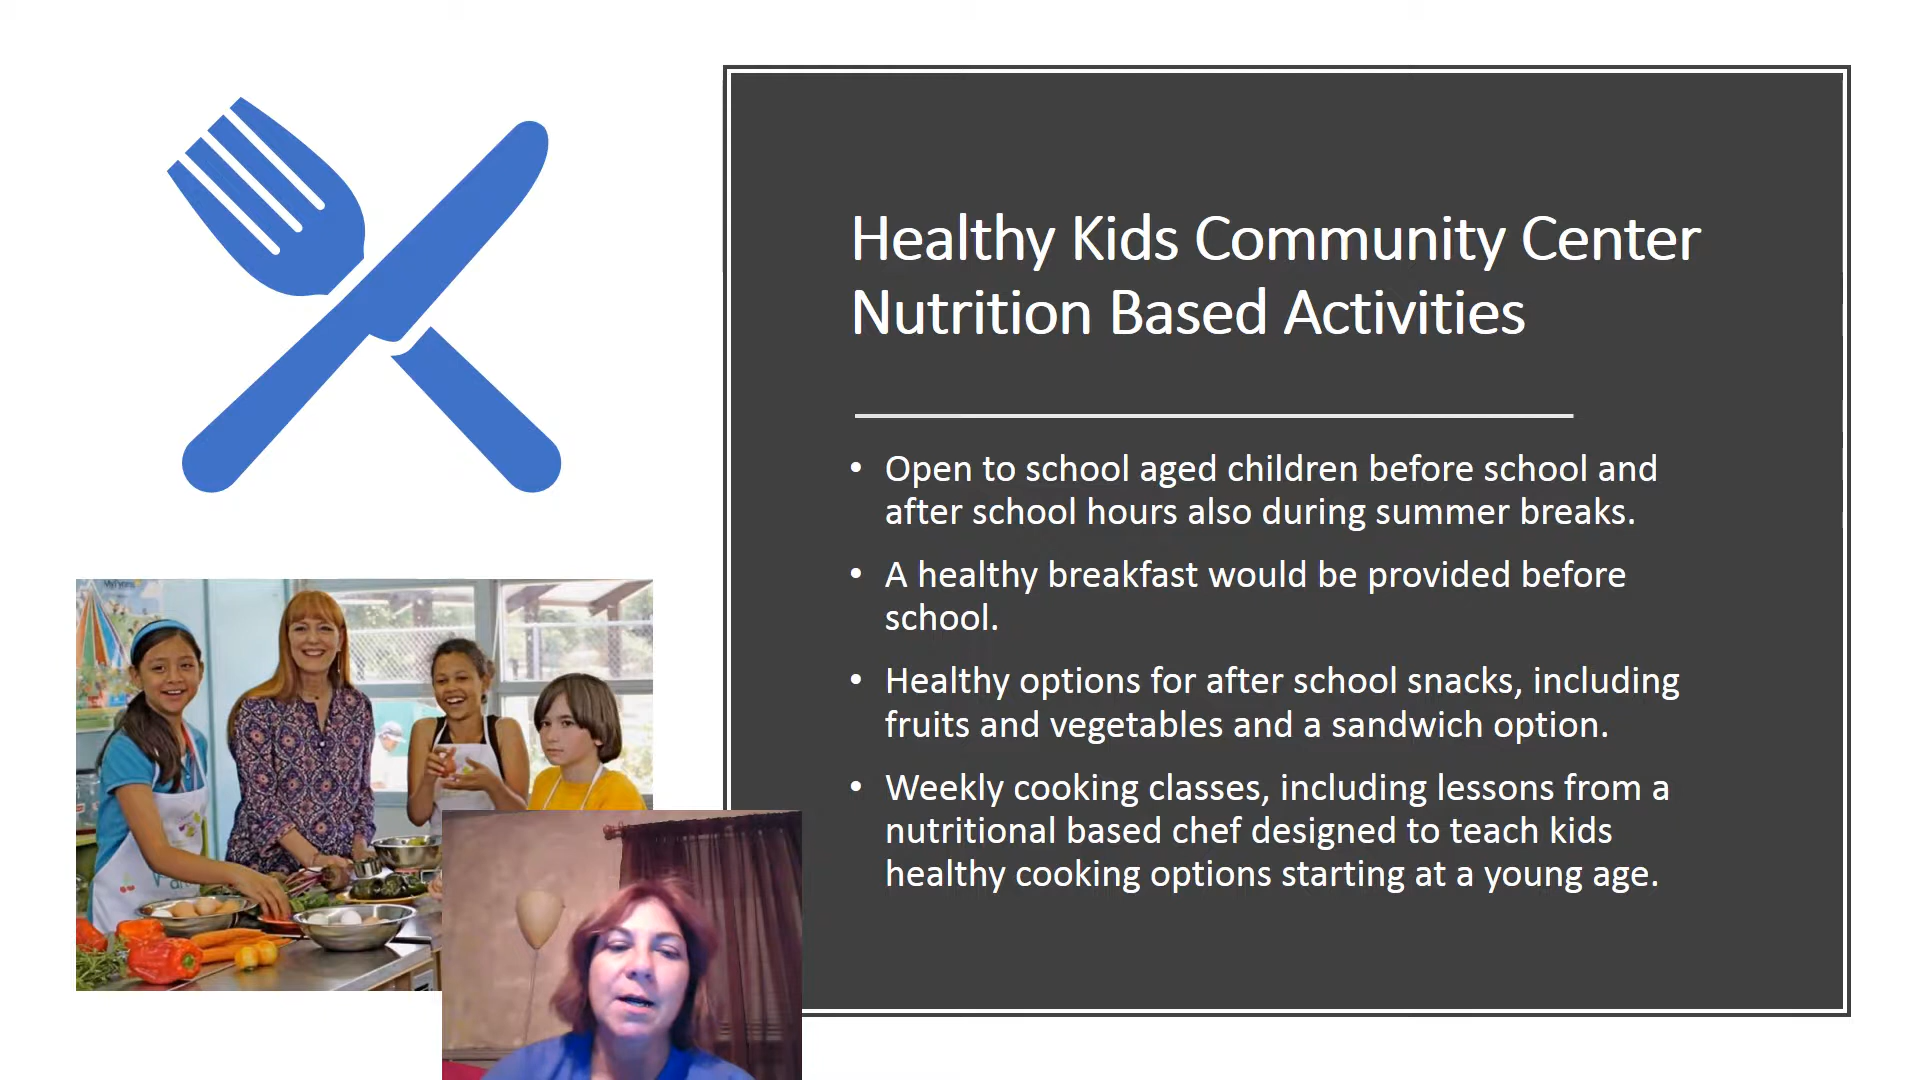 Healthy Kids Community Center
Nutrition Based Activities
• Open to school aged children before school and
after school hours also during summer breaks.
• A healthy breakfast would be provided before
school.
• Healthy options for after school snacks, including
fruits and vegetables and a sandwich option.
• Weekly cooking classes, including lessons from a
nutritional based chef designed to teach kids
healthy cooking options starting at a young age.